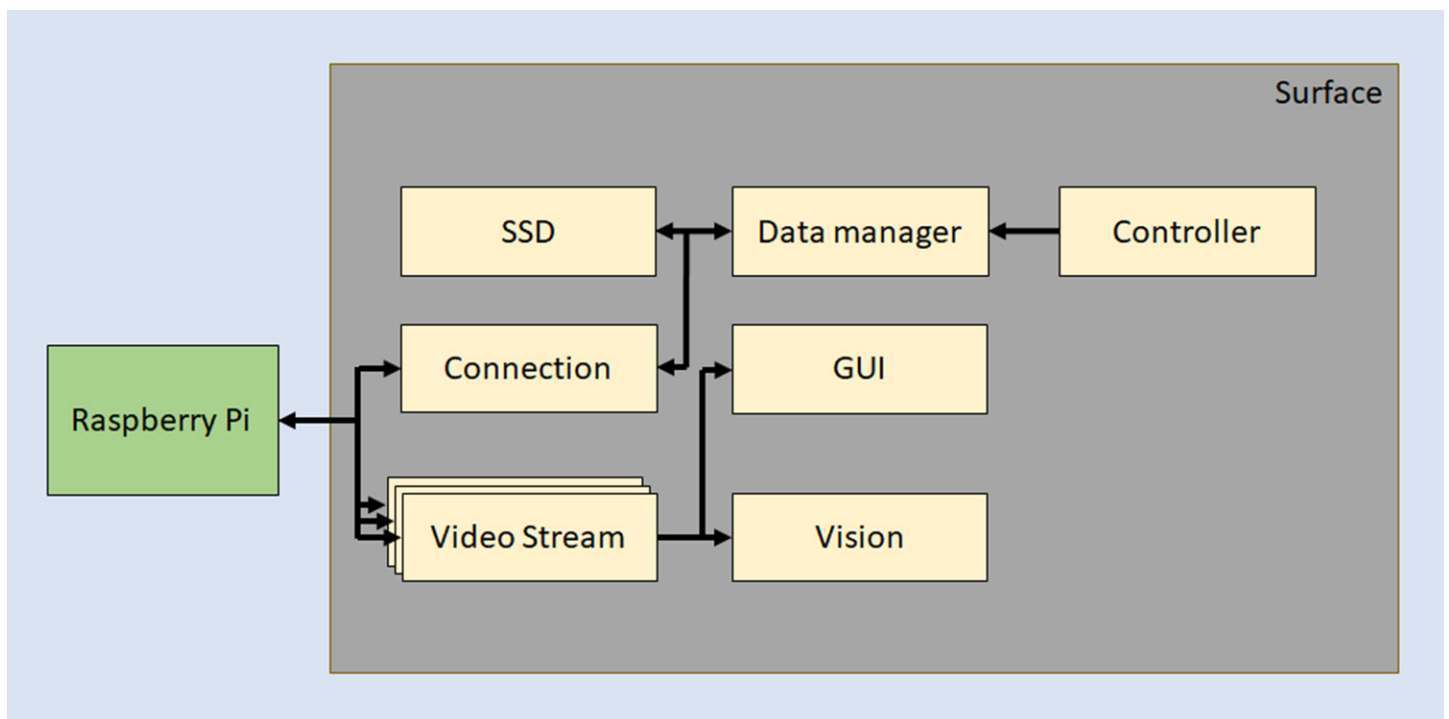 Surface
SSD
Data manager
Controller
Connection
GUI
Raspberry Pi
Video Stream
Vision